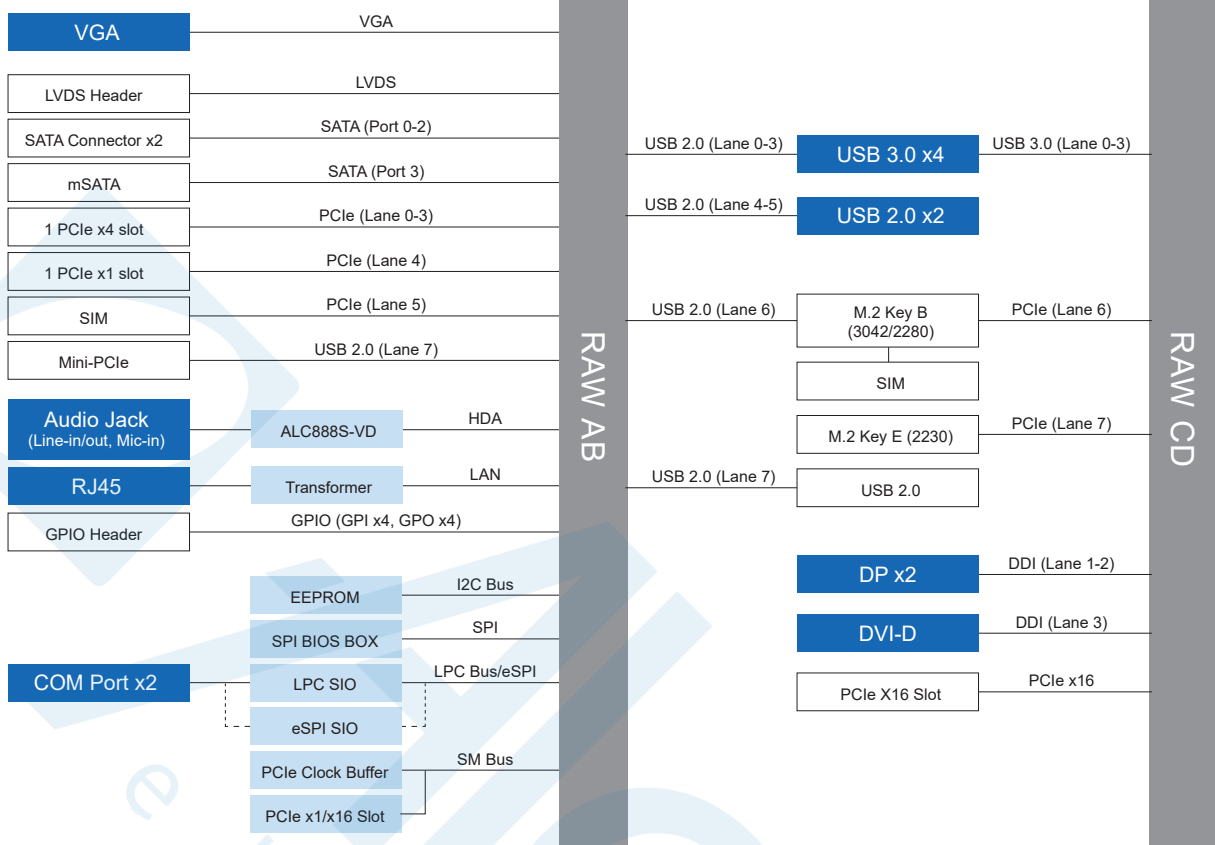 VGA
VGA
LVDS Header
LVDS
SATA Connector x2
SATA (Port 0-2)
mSATA
SATA (Port 3)
1 PCIe x4 slot
PCIe (Lane 0-3)
1 PCIe x1 slot
PCIe (Lane 4)
SIM
PCIe (Lane 5)
Mini-PCIe
USB 2.0 (Lane 7)
Audio Jack
(Line-in/out, Mic-in)
ALC888S-VD
HDA
RJ45
Transformer
LAN
GPIO Header
GPIO (GPI x4, GPO x4)
EEPROM
I2C Bus
SPI BIOS BOX
SPI
COM Port x2
LPC SIO
LPC Bus/eSPI
eSPI SIO
PCIe Clock Buffer
SM Bus
PCIe x1/x16 Slot
RAW AB
USB 2.0 (Lane 0-3)
USB 3.0 x4
USB 3.0 (Lane 0-3)
USB 2.0 (Lane 4-5)
USB 2.0 x2
USB 2.0 (Lane 6)
M.2 Key B
(3042/2280)
PCIe (Lane 6)
SIM
M.2 Key E (2230)
PCIe (Lane 7)
USB 2.0 (Lane 7)
USB 2.0
DP x2
DDI (Lane 1-2)
DVI-D
DDI (Lane 3)
PCIe X16 Slot
PCIe x16
RAW CD